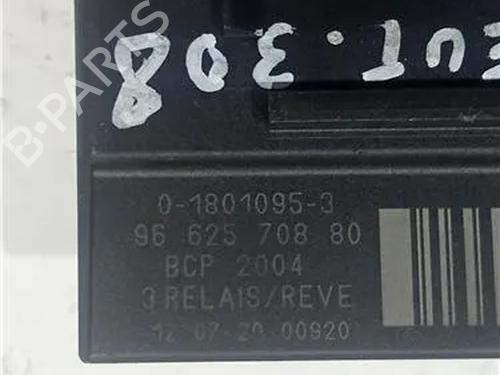 EUT. 308
B-PARTS
0-1801095-3
96 625 708 80
BCP 2004
3 RELAIS/REVE
12 07 20 00920